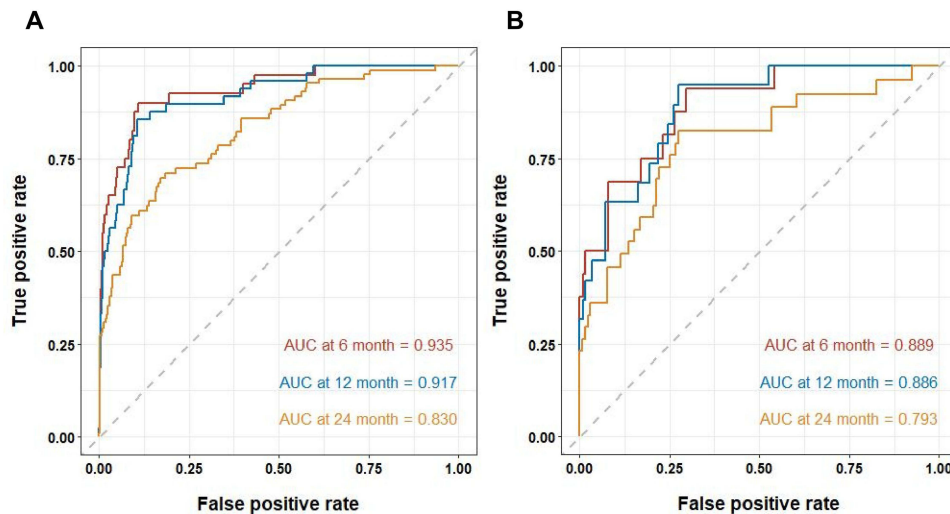 A
1.00
0.75
0.50
0.25
0.00
True positive rate
AUC at 6 month = 0.935
AUC at 12 month = 0.917
AUC at 24 month = 0.830
0.00 0.25 0.50 0.75 1.00
False positive rate
B
1.00
0.75
0.50
0.25
0.00
True positive rate
AUC at 6 month = 0.889
AUC at 12 month = 0.886
AUC at 24 month = 0.793
0.00 0.25 0.50 0.75 1.00
False positive rate